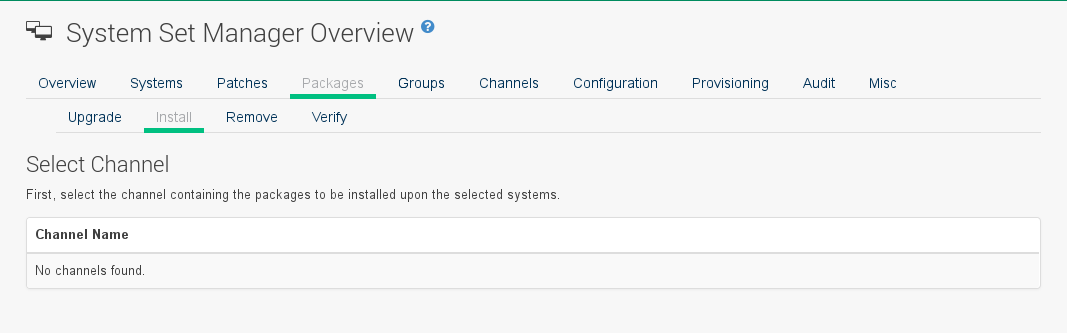 System Set Manager Overview ?
Overview Systems Patches Packages Groups Channels Configuration Provisioning Audit Misc
Upgrade Install Remove Verify
Select Channel
First, select the channel containing the packages to be installed upon the selected systems.
Channel Name
No channels found.